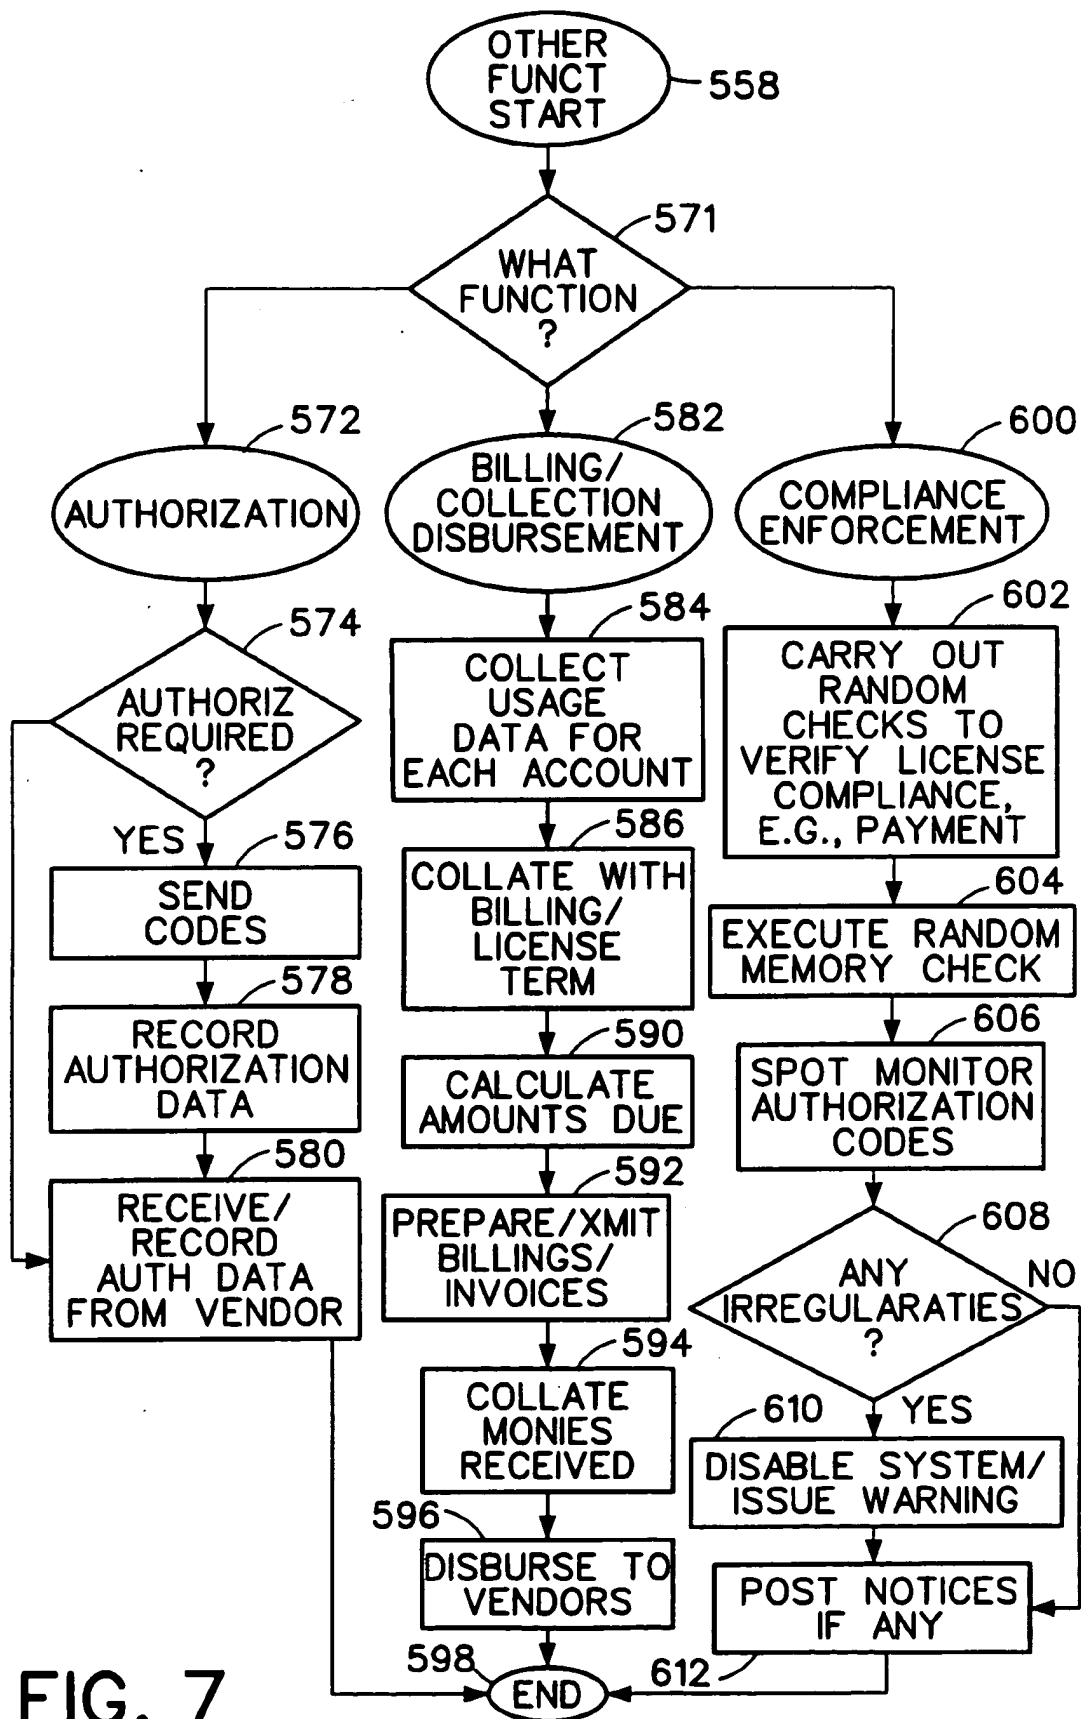 OTHER
FUNCT
START
558
571
WHAT
FUNCTION
?
572
AUTHORIZATION
574
AUTHORIZ
REQUIRED
?
YES
576
SEND
CODES
578
RECORD
AUTHORIZATION
DATA
580
RECEIVE/
RECORD
AUTH DATA
FROM VENDOR
582
BILLING/
COLLECTION
DISBURSEMENT
584
COLLECT
USAGE
DATA FOR
EACH ACCOUNT
586
COLLATE WITH
BILLING/
LICENSE
TERM
590
CALCULATE
AMOUNTS DUE
592
PREPARE/XMIT
BILLINGS/
INVOICES
594
COLLATE
MONIES
RECEIVED
596
DISBURSE TO
VENDORS
598
END
600
COMPLIANCE
ENFORCEMENT
602
CARRY OUT
RANDOM
CHECKS TO
VERIFY LICENSE
COMPLIANCE,
E.G., PAYMENT
604
EXECUTE RANDOM
MEMORY CHECK
606
SPOT MONITOR
AUTHORIZATION
CODES
608
ANY
IRREGULARATIES
?
NO
YES
610
DISABLE SYSTEM/
ISSUE WARNING
POST NOTICES
IF ANY
612
FIG. 7